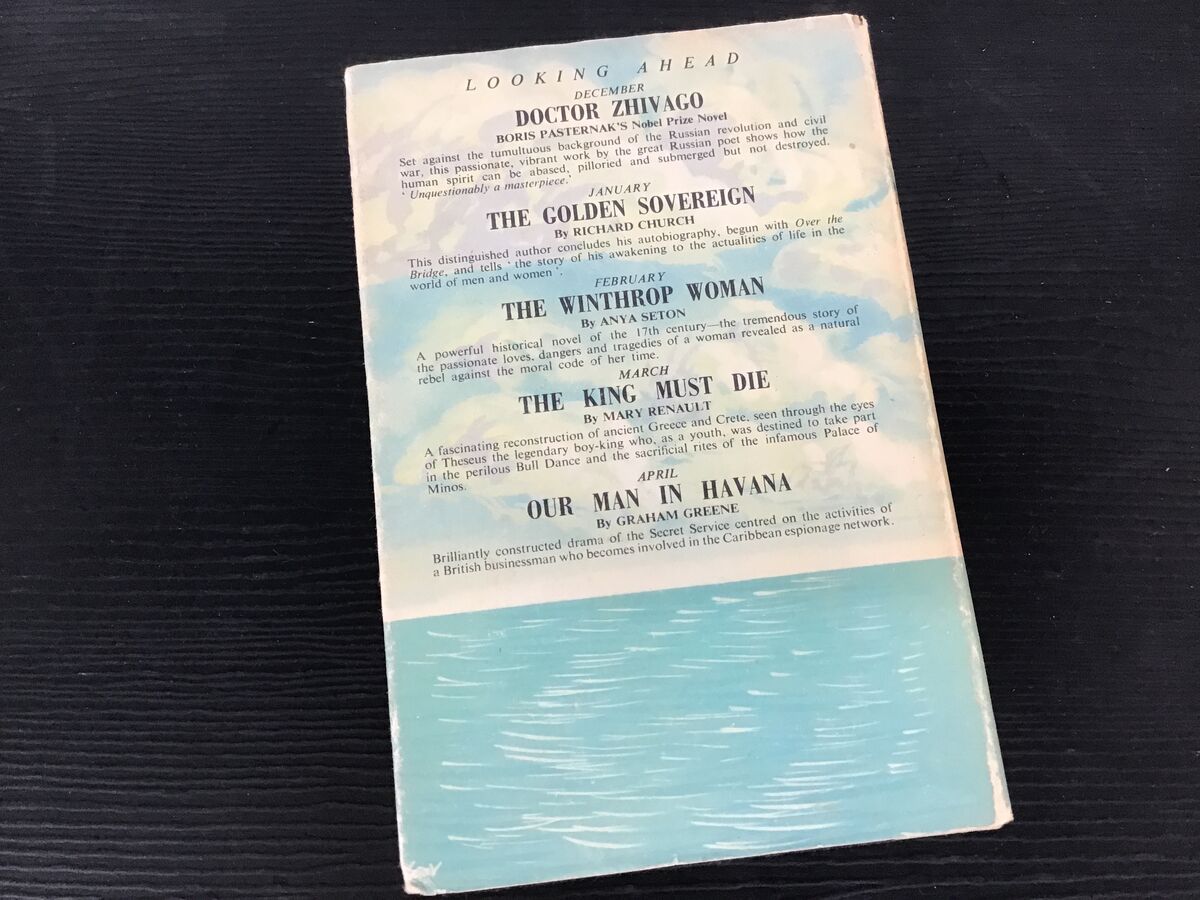 LOOKING AHEAD
DECEMBER
DOCTOR ZHIVAGO
BORIS PASTERNAK'S Nobel Prize Novel
Set against the tumultuous background of the Russian revolution and civil
war, this passionate, vibrant work by the great Russian poet shows how the
human spirit can be abased, pilloried and submerged but not destroyed.
' Unquestionably a masterpiece.'
JANUARY
THE GOLDEN SOVEREIGN
By RICHARD CHURCH
This distinguished author concludes his autobiography, begun with Over the
Bridge, and tells ' the story of his awakening to the actualities of life in the
world of men and women '.
FEBRUARY
THE WINTHROP WOMAN
By ANYA SETON
A powerful historical novel of the 17th century—the tremendous story of
the passionate loves, dangers and tragedies of a woman revealed as a natural
rebel against the moral code of her time.
MARCH
THE KING MUST DIE
By MARY RENAULT
A fascinating reconstruction of ancient Greece and Crete, seen through the eyes
of Theseus the legendary boy-king who, as a youth, was destined to take part
in the perilous Bull Dance and the sacrificial rites of the infamous Palace of
Minos.
APRIL
OUR MAN IN HAVANA
By GRAHAM GREENE
Brilliantly constructed drama of the Secret Service centred on the activities of
a British businessman who becomes involved in the Caribbean espionage network.